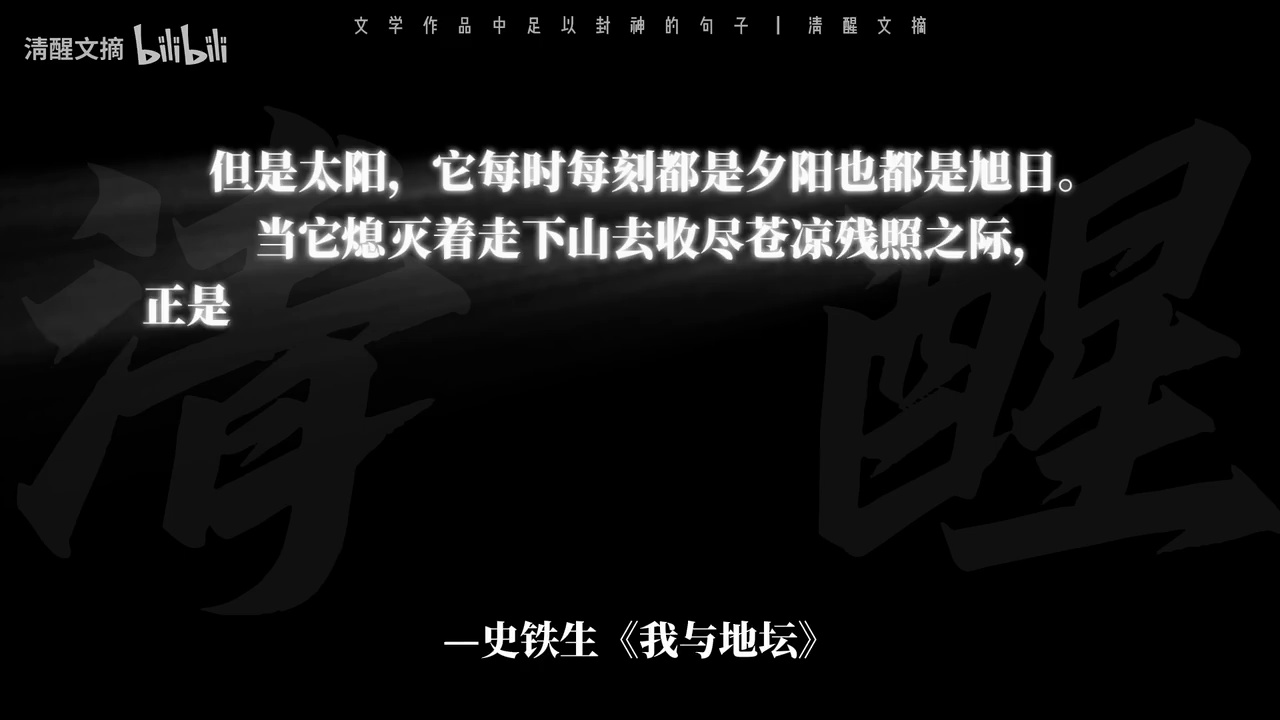 文学作品中足以封神的句子 | 清醒文摘
清醒文摘 bilibili
但是太阳，它每时每刻都是夕阳也都是旭日。
当它熄灭着走下山去收尽苍凉残照之际，
正是
清醒
—史铁生《我与地坛》